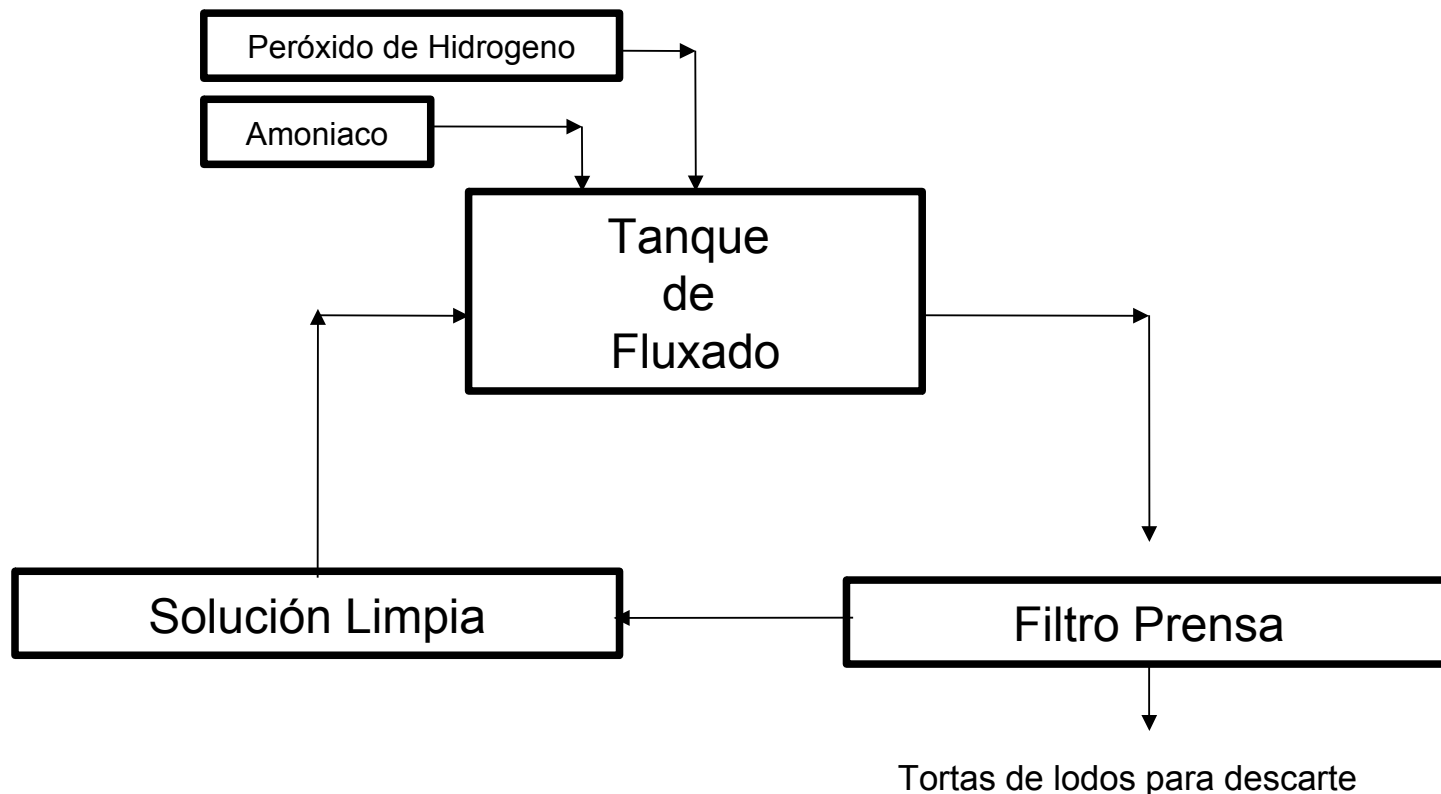 Peróxido de Hidrogeno
Amoniaco
Tanque
de
Fluxado
Solución Limpia
Filtro Prensa
Tortas de lodos para descarte